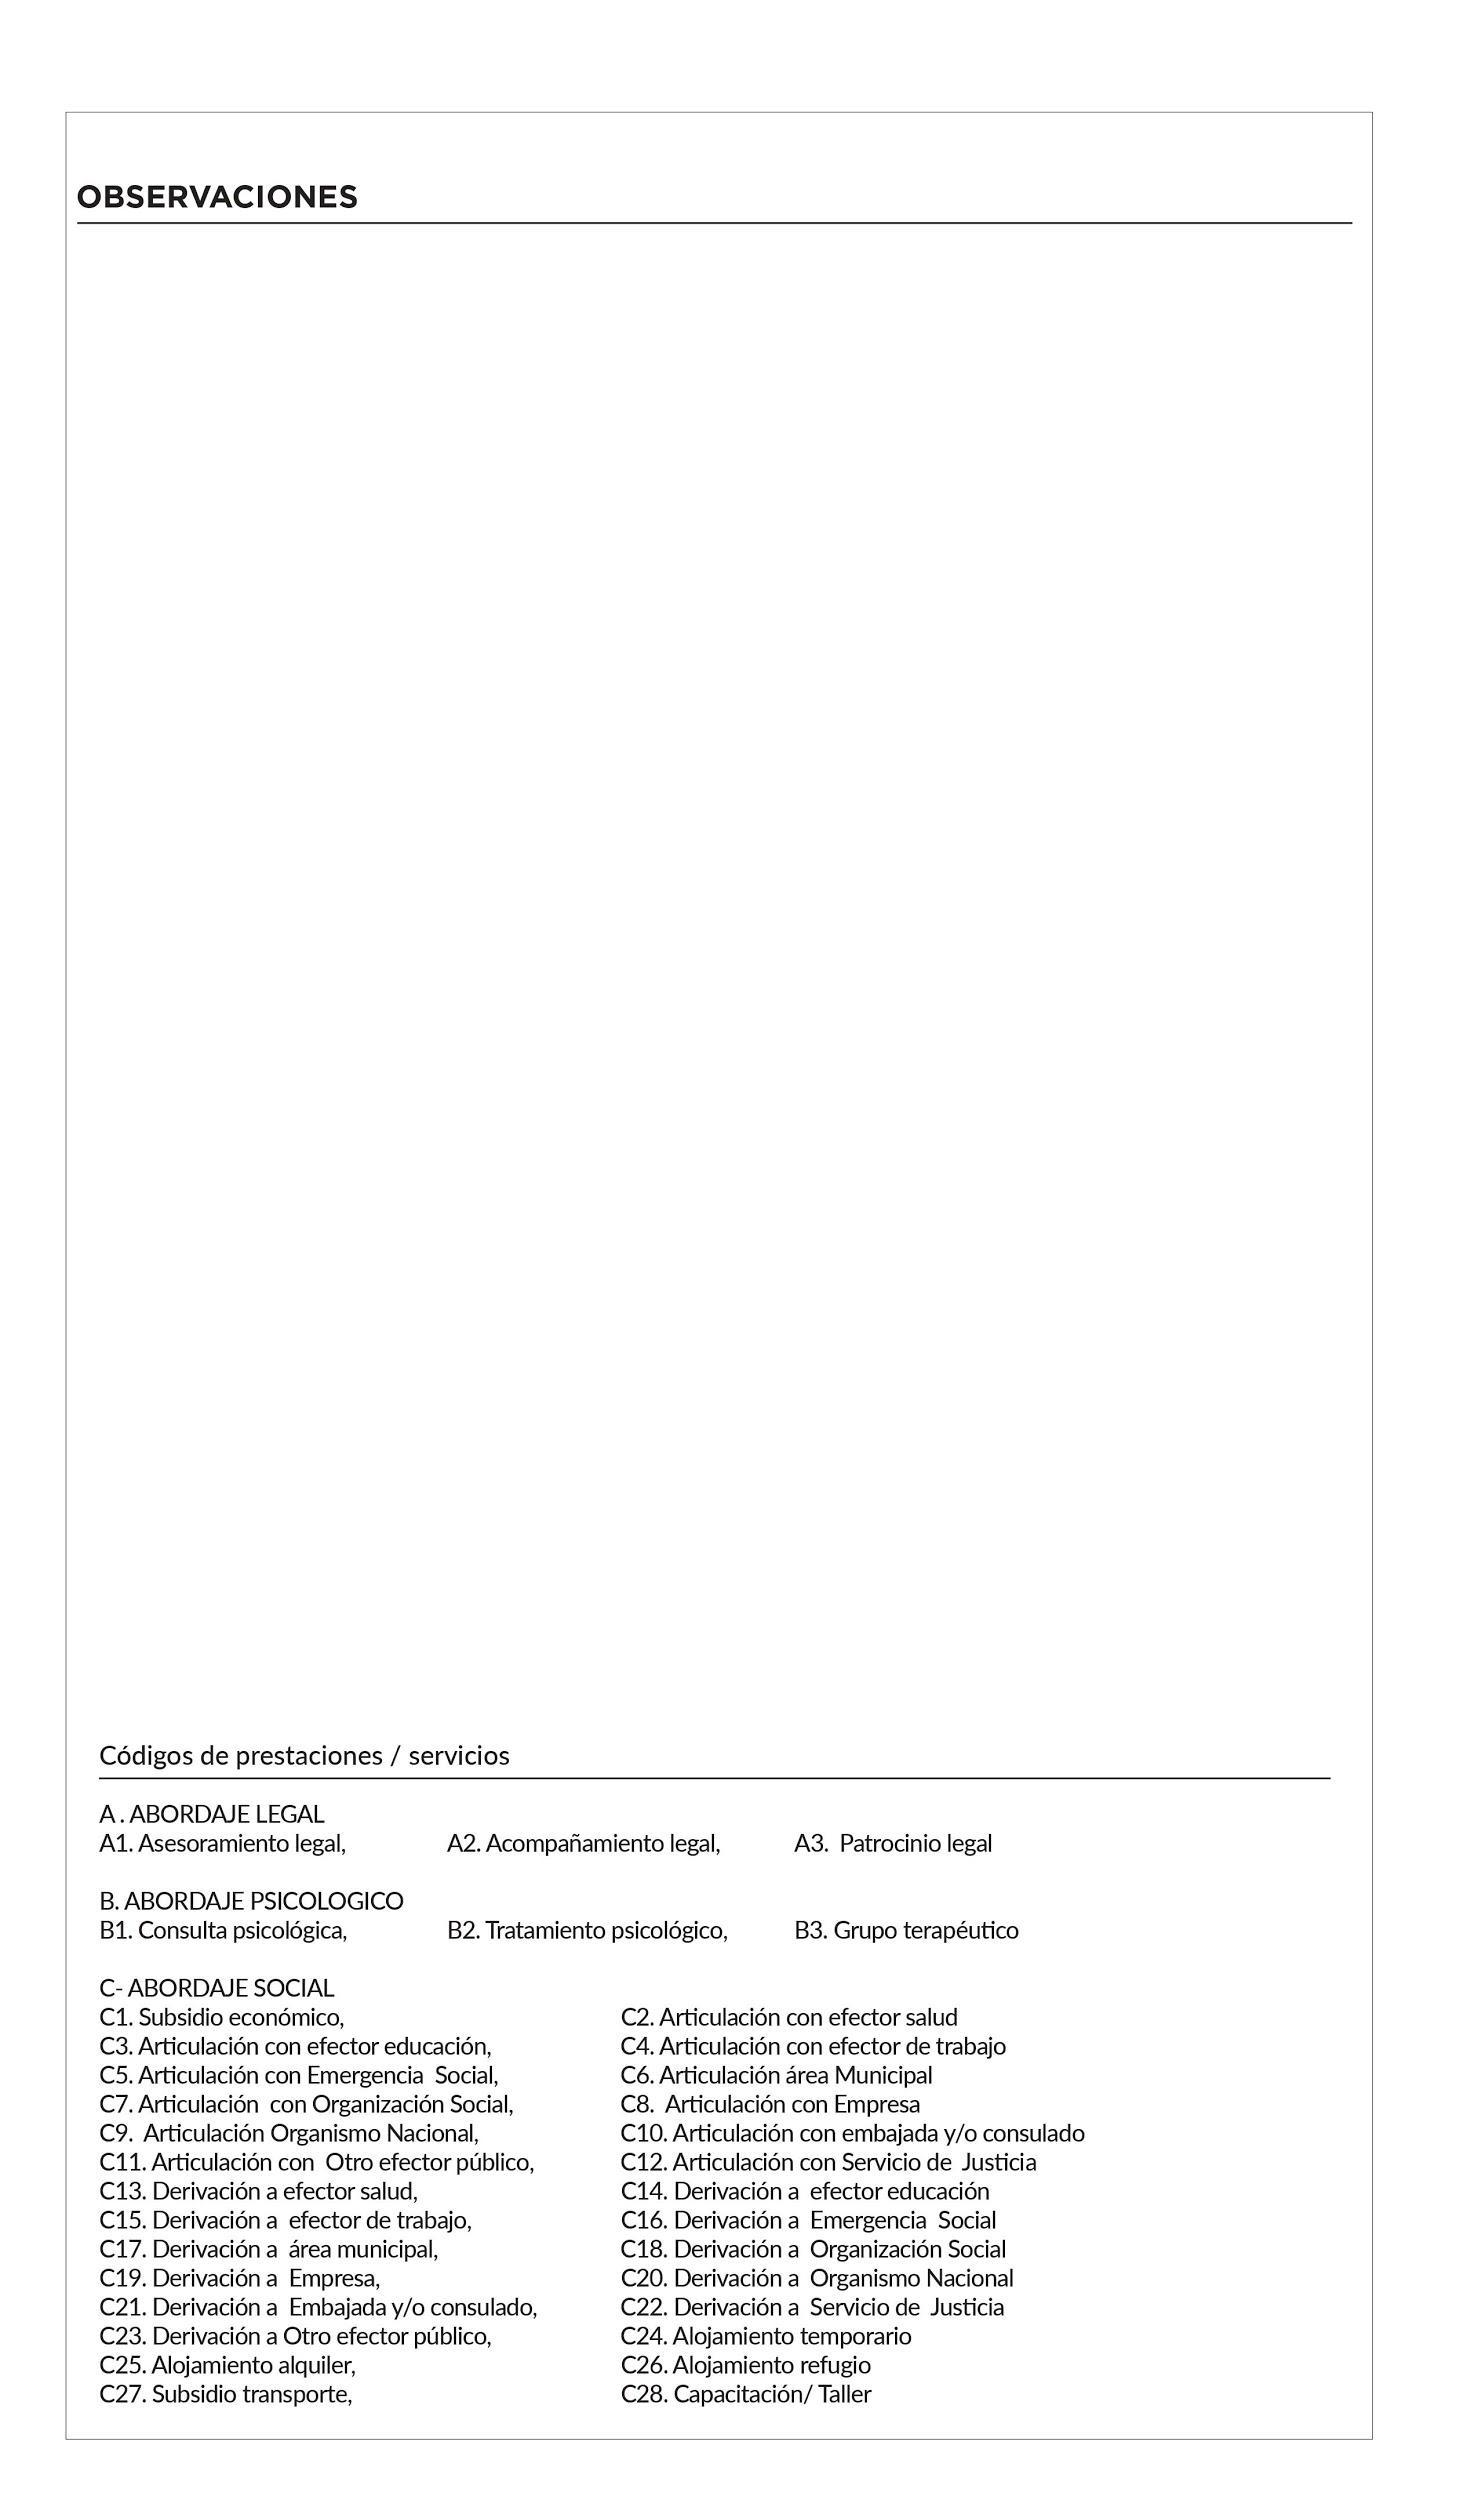 OBSERVACIONES
Códigos de prestaciones / servicios
A . ABORDAJE LEGAL
A1. Asesoramiento legal, A2. Acompañamiento legal, A3. Patrocinio legal
B. ABORDAJE PSICOLOGICO
B1. Consulta psicológica, B2. Tratamiento psicológico, B3. Grupo terapéutico
C- ABORDAJE SOCIAL
C1. Subsidio económico, C2. Articulación con efector salud
C3. Articulación con efector educación, C4. Articulación con efector de trabajo
C5. Articulación con Emergencia Social, C6. Articulación área Municipal
C7. Articulación con Organización Social, C8. Articulación con Empresa
C9. Articulación Organismo Nacional, C10. Articulación con embajada y/o consulado
C11. Articulación con Otro efector público, C12. Articulación con Servicio de Justicia
C13. Derivación a efector salud, C14. Derivación a efector educación
C15. Derivación a efector de trabajo, C16. Derivación a Emergencia Social
C17. Derivación a área municipal, C18. Derivación a Organización Social
C19. Derivación a Empresa, C20. Derivación a Organismo Nacional
C21. Derivación a Embajada y/o consulado, C22. Derivación a Servicio de Justicia
C23. Derivación a Otro efector público, C24. Alojamiento temporario
C25. Alojamiento alquiler, C26. Alojamiento refugio
C27. Subsidio transporte, C28. Capacitación/ Taller